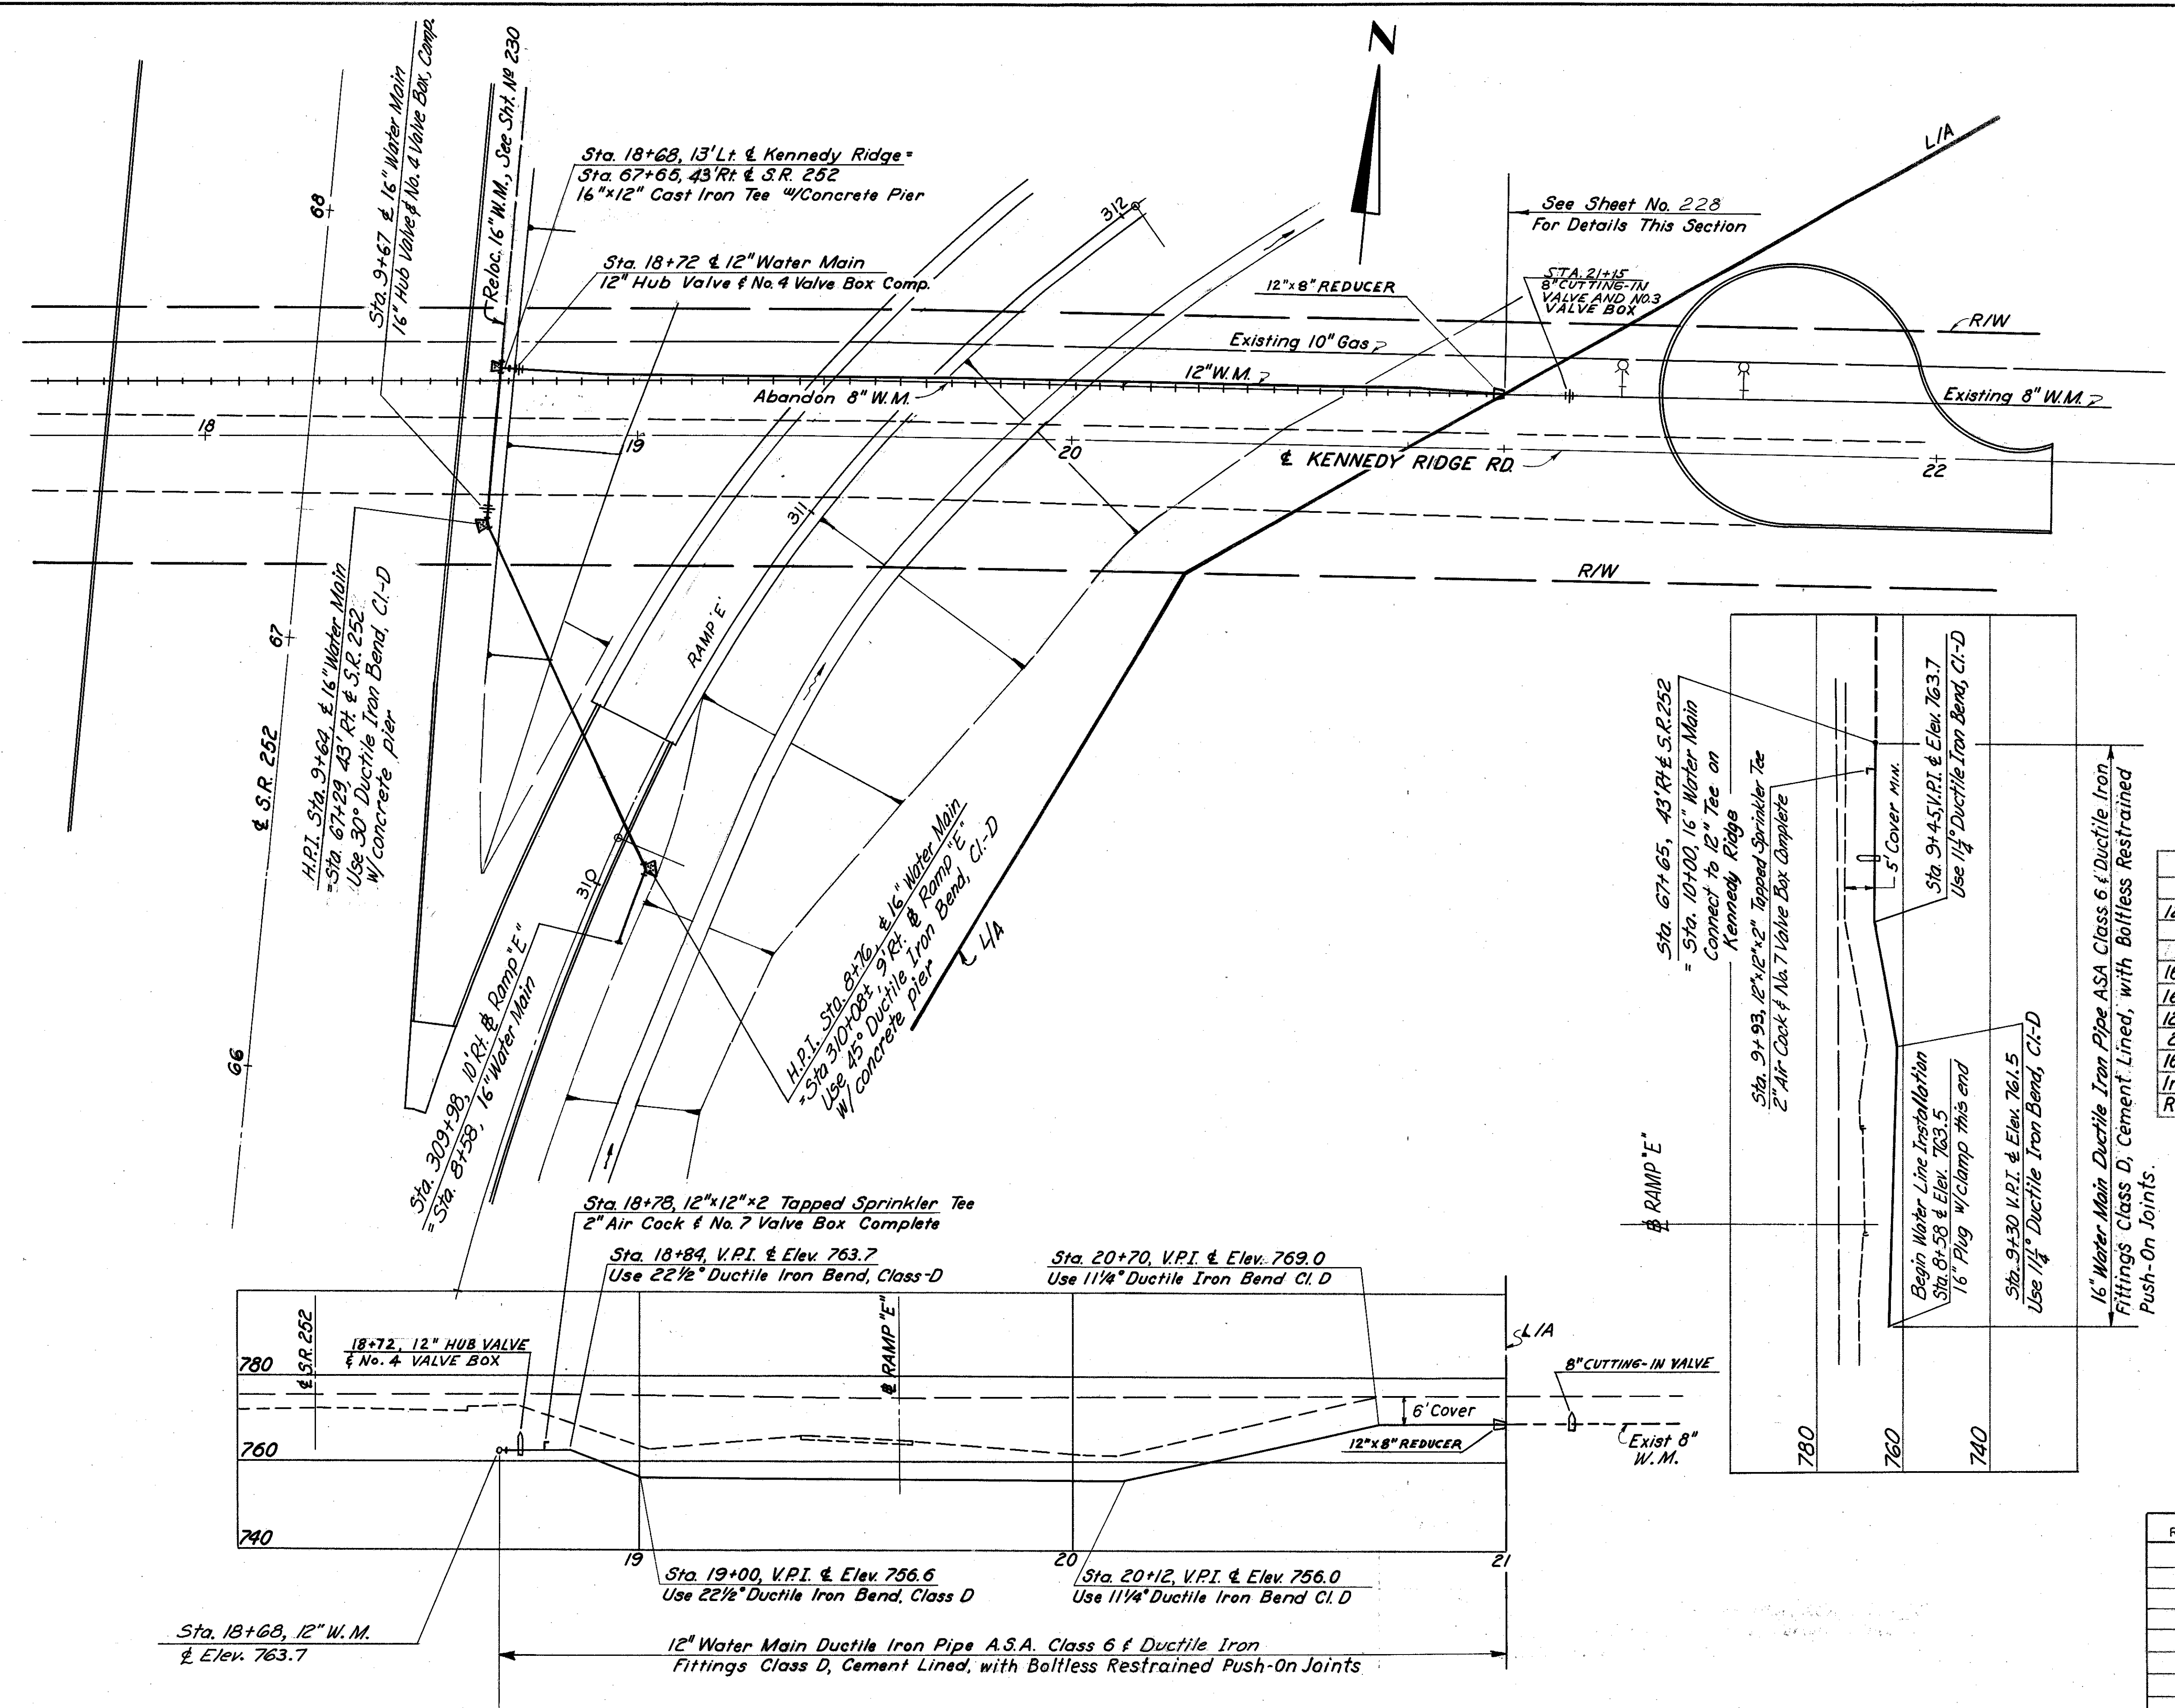 N
Sta. 9+67 ℄ 16" Water Main
16" Hub Valve & No. 4 Valve Box, Comp.
Reloc. 16" W.M., See Sht. Nº 230
Sta. 18+68, 13' Lt. ℄ Kennedy Ridge =
Sta. 67+65, 43' Rt. ℄ S.R. 252
16"x12" Cast Iron Tee w/Concrete Pier
Sta. 18+72 ℄ 12" Water Main
12" Hub Valve & No. 4 Valve Box Comp.
68
312
See Sheet No. 228
For Details This Section
L/A
12"x8" REDUCER
STA. 21+15
8" CUTTING-IN
VALVE AND NO.3
VALVE BOX
R/W
Existing 10" Gas
12" W.M.
Abandon 8" W.M.
Existing 8" W.M.
18
19
20
℄ KENNEDY RIDGE RD.
22
311
R/W
67
RAMP 'E'
℄ S.R. 252
H.P.I. Sta. 9+64, ℄ 16" Water Main
= Sta. 67+29, 43' Rt. ℄ S.R. 252
Use 30° Ductile Iron Bend, Cl.-D
w/concrete pier
310
66
Sta. 309+98, 10' Rt. B Ramp "E"
= Sta. 8+58, 16" Water Main
H.P.I. Sta. 8+76, ℄ 16" Water Main
= Sta 310+08±, 9' Rt. B Ramp "E"
Use 45° Ductile Iron Bend, Cl.-D
w/ concrete pier
L/A
Sta. 67+65, 43' Rt ℄ S.R. 252
= Sta. 10+00, 16" Water Main
Connect to 12" Tee on
Kennedy Ridge
Sta. 9+93, 12"x12"x2" Tapped Sprinkler Tee
2" Air Cock & No. 7 Valve Box Complete
5' Cover MIN.
Sta. 9+45, V.P.I. ℄ Elev. 763.7
Use 11¼° Ductile Iron Bend, Cl.-D
B RAMP "E"
Begin Water Line Installation
Sta. 8+58 ℄ Elev. 763.5
16" Plug w/clamp this end
Sta. 9+30 V.P.I. ℄ Elev. 761.5
Use 11¼° Ductile Iron Bend, Cl.-D
16" Water Main Ductile Iron Pipe ASA Class 6 & Ductile Iron
Fittings Class D, Cement Lined, with Boltless Restrained
Push-On Joints.
780
760
740
Sta. 18+78, 12"x12"x2 Tapped Sprinkler Tee
2" Air Cock & No. 7 Valve Box Complete
Sta. 18+84, V.P.I. ℄ Elev. 763.7
Use 22½° Ductile Iron Bend, Class-D
Sta. 20+70, V.P.I. ℄ Elev. 769.0
Use 11¼° Ductile Iron Bend Cl. D
℄ S.R. 252
18+72, 12" HUB VALVE
& No. 4 VALVE BOX
B RAMP "E"
L/A
8" CUTTING-IN VALVE
780
6' Cover
12"x8" REDUCER
Exist 8"
W.M.
760
740
19
20
21
Sta. 19+00, V.P.I. ℄ Elev. 756.6
Use 22½° Ductile Iron Bend, Class D
Sta. 20+12, V.P.I. ℄ Elev. 756.0
Use 11¼° Ductile Iron Bend Cl. D
Sta. 18+68, 12" W.M.
℄ Elev. 763.7
12" Water Main Ductile Iron Pipe A.S.A. Class 6 & Ductile Iron
Fittings Class D, Cement Lined, with Boltless Restrained Push-On Joints